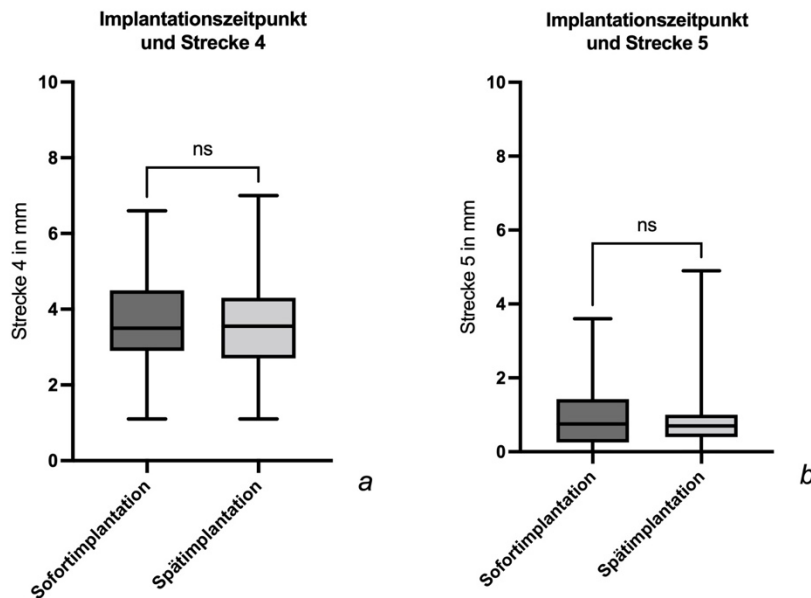 Implantationszeitpunkt
und Strecke 4
10
8
6
4
2
0
Strecke 4 in mm
ns
Sofortimplantation
Spätimplantation
a
Implantationszeitpunkt
und Strecke 5
10
8
6
4
2
0
Strecke 5 in mm
ns
Sofortimplantation
Spätimplantation
b